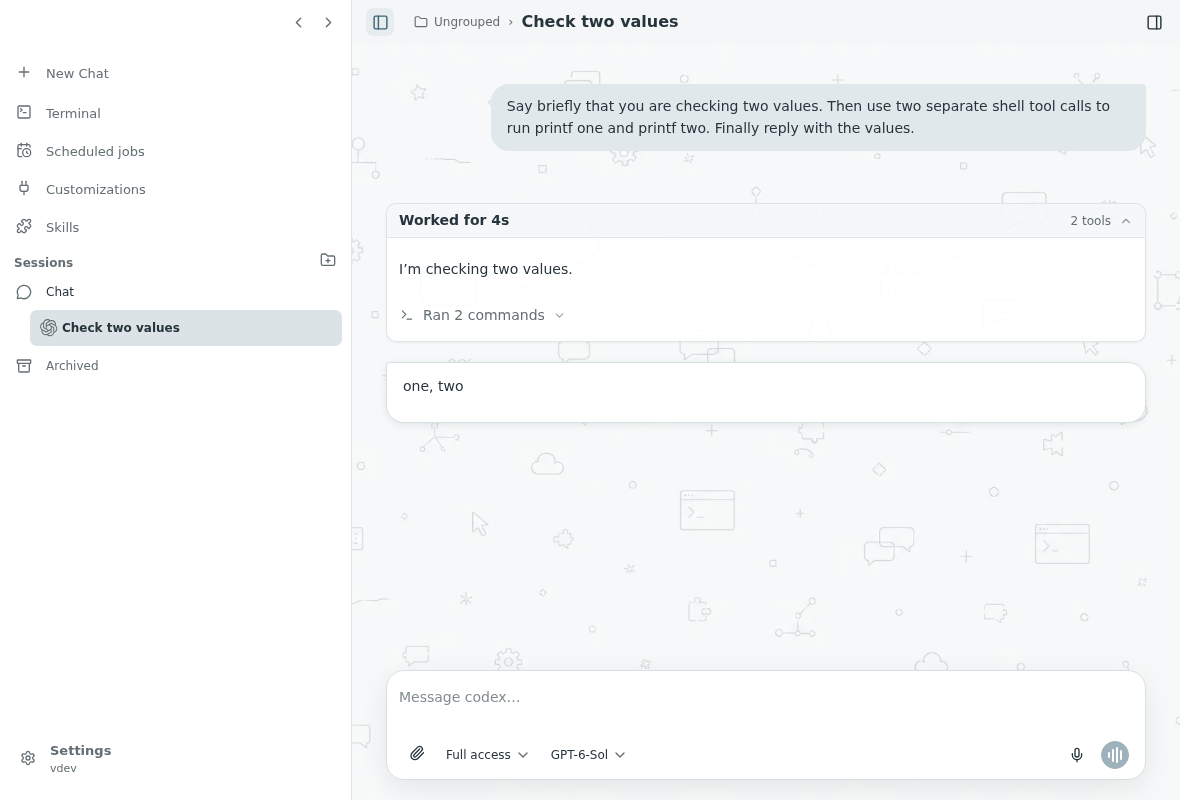 Ungrouped › Check two values
New Chat
Terminal
Scheduled jobs
Customizations
Skills
Sessions
Chat
Check two values
Archived
Settings
vdev
Say briefly that you are checking two values. Then use two separate shell tool calls to
run printf one and printf two. Finally reply with the values.
Worked for 4s
2 tools
I’m checking two values.
Ran 2 commands
one, two
Message codex...
Full access
GPT-6-Sol